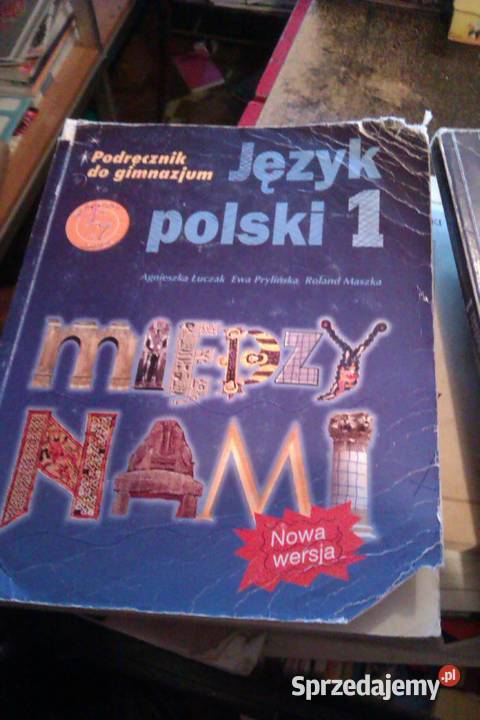 Podręcznik
do gimnazjum
Język
polski 1
Agnieszka Łuczak Ewa Prylińska Roland Maszka
MIĘDZY
NAMI
Nowa
wersja
Sprzedajemy.pl